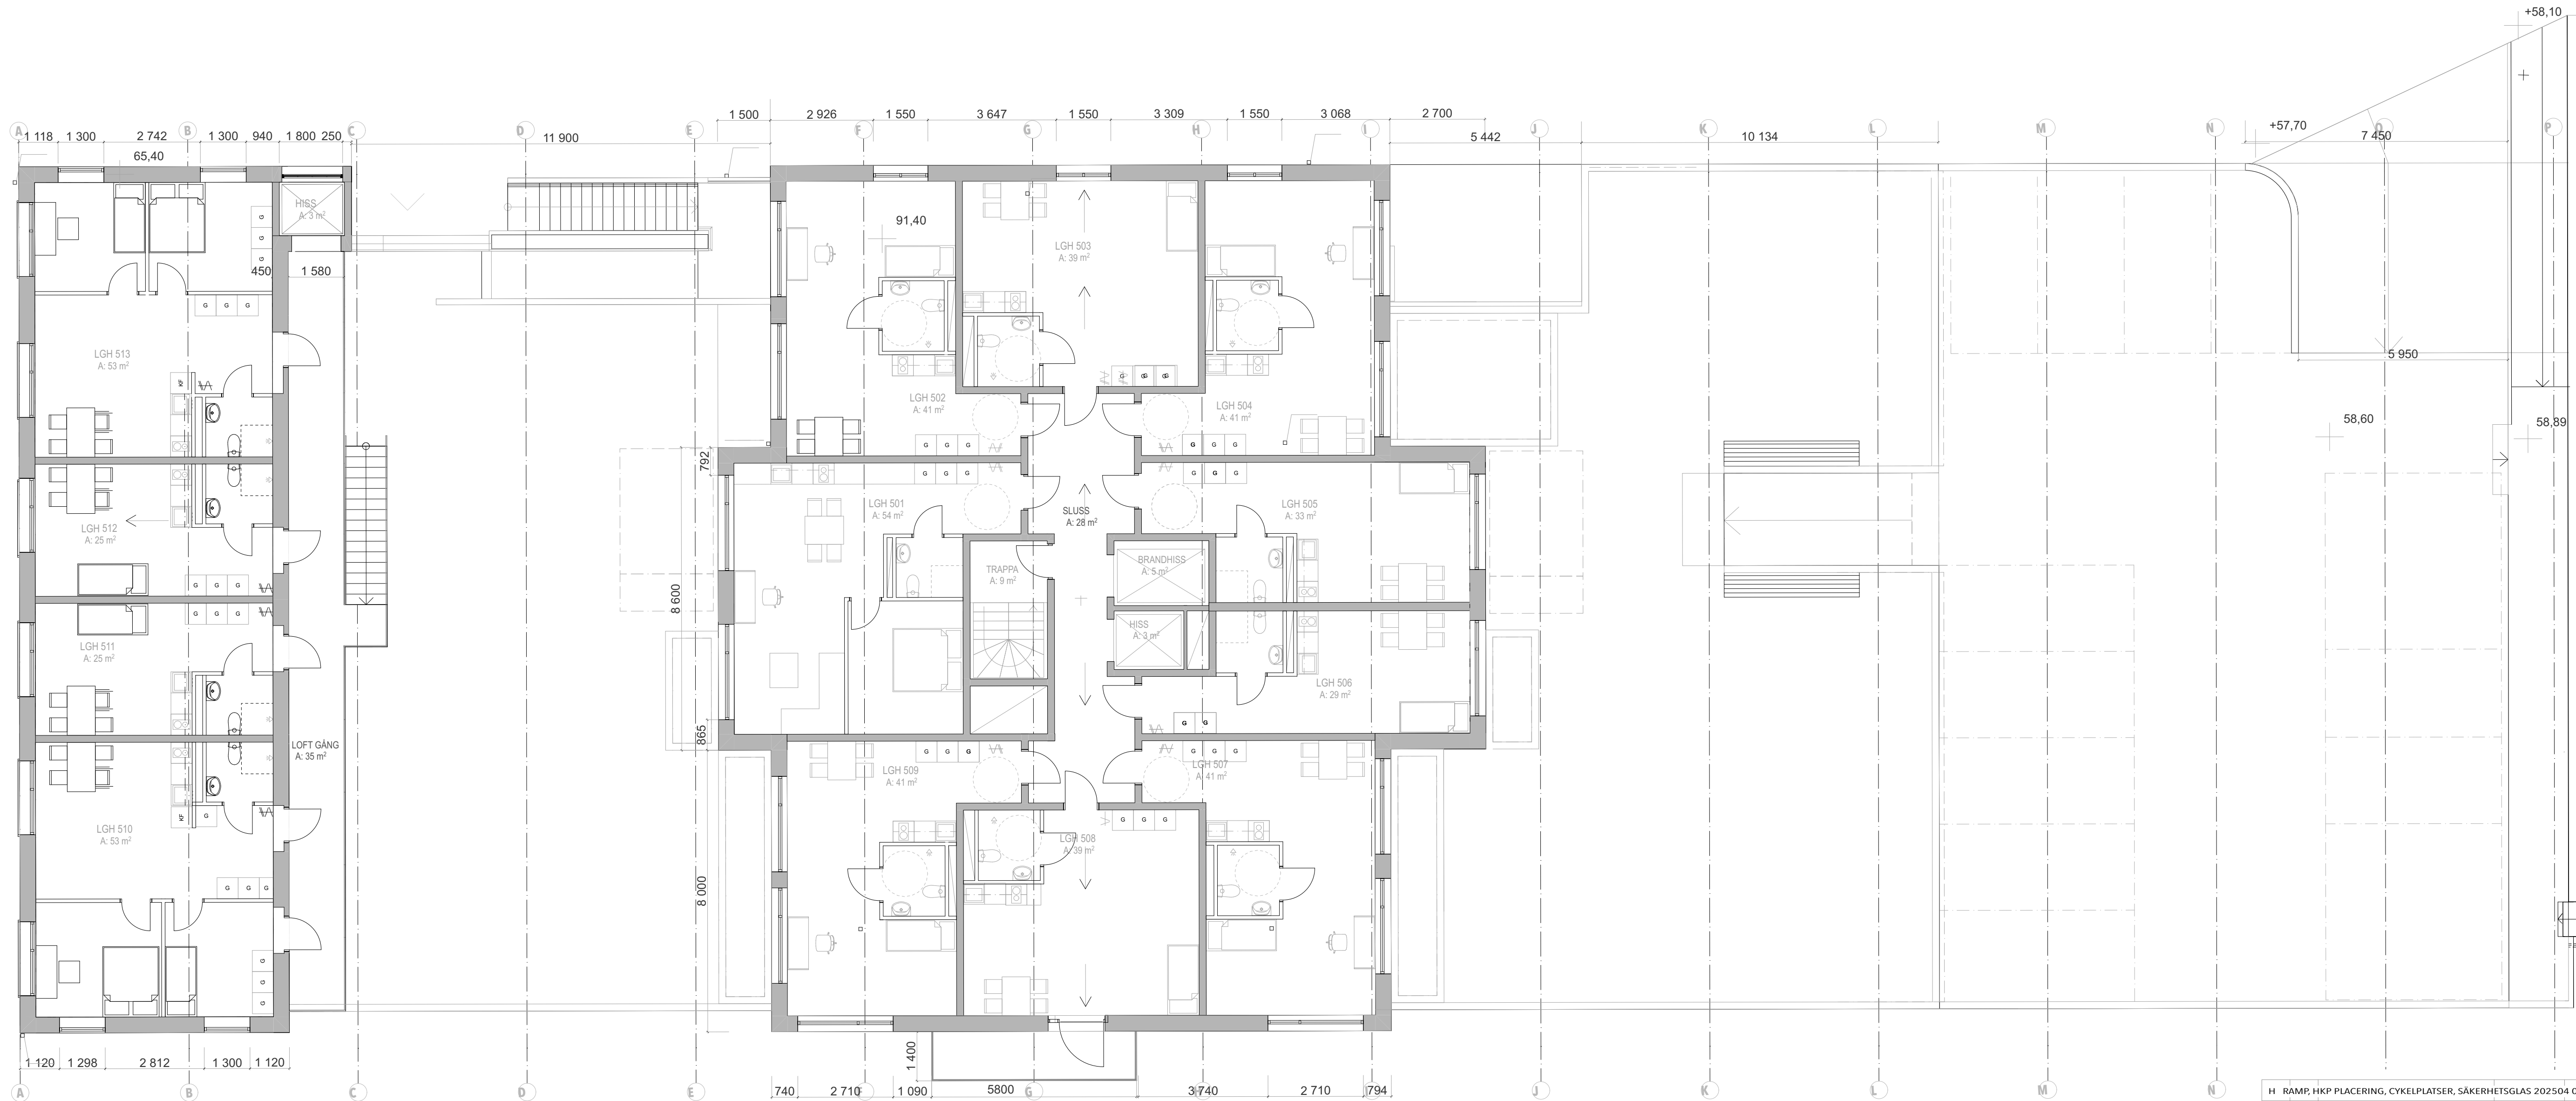 +58,10
1 500 2 926 1 550 3 647 1 550 3 309 1 550 3 068 2 700
A 1 118 1 300 2 742 B 1 300 940 1 800 250 C D E F G H I J K L M N O P
11 900 5 442 10 134 +57,70 7 450
65,40
HISS
A: 3 m²
G
G
G
450 1 580
91,40
LGH 503
A: 39 m²
G G G
LGH 513
A: 53 m²
KF
5 950
G G G
LGH 502
A: 41 m²
LGH 504
A: 41 m²
58,60 58,89
G G G
G G G
792
G G G
G G G
LGH 501
A: 54 m²
SLUSS
A: 28 m²
LGH 505
A: 33 m²
LGH 512
A: 25 m²
TRAPPA
A: 9 m²
BRANDHISS
A: 5 m²
G G G
8 600
G G G
HISS
A: 3 m²
LGH 511
A: 25 m²
LGH 506
A: 29 m²
G G
865
LOFT GÅNG
A: 35 m²
G G G
G G G
LGH 509
A: 41 m²
LGH 507
A: 41 m²
KF G
LGH 510
A: 53 m²
G G G
LGH 508
A: 39 m²
G G G
8 000
G
G
G
1 400
1 120 1 298 2 812 1 300 1 120
740 2 710 1 090 5800 3 740 2 710 794
A B C D E F G H I J K L M N
H RAMP, HKP PLACERING, CYKELPLATSER, SÄKERHETSGLAS 202504